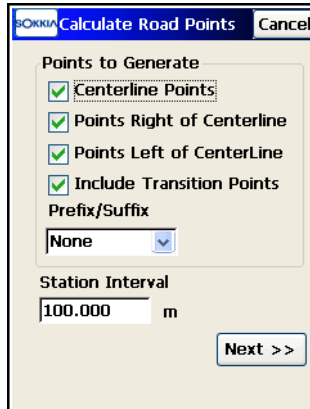 SOKKIA Calculate Road Points Cancel
Points to Generate
Centerline Points
Points Right of Centerline
Points Left of CenterLine
Include Transition Points
Prefix/Suffix
None
Station Interval
100.000 m
Next >>